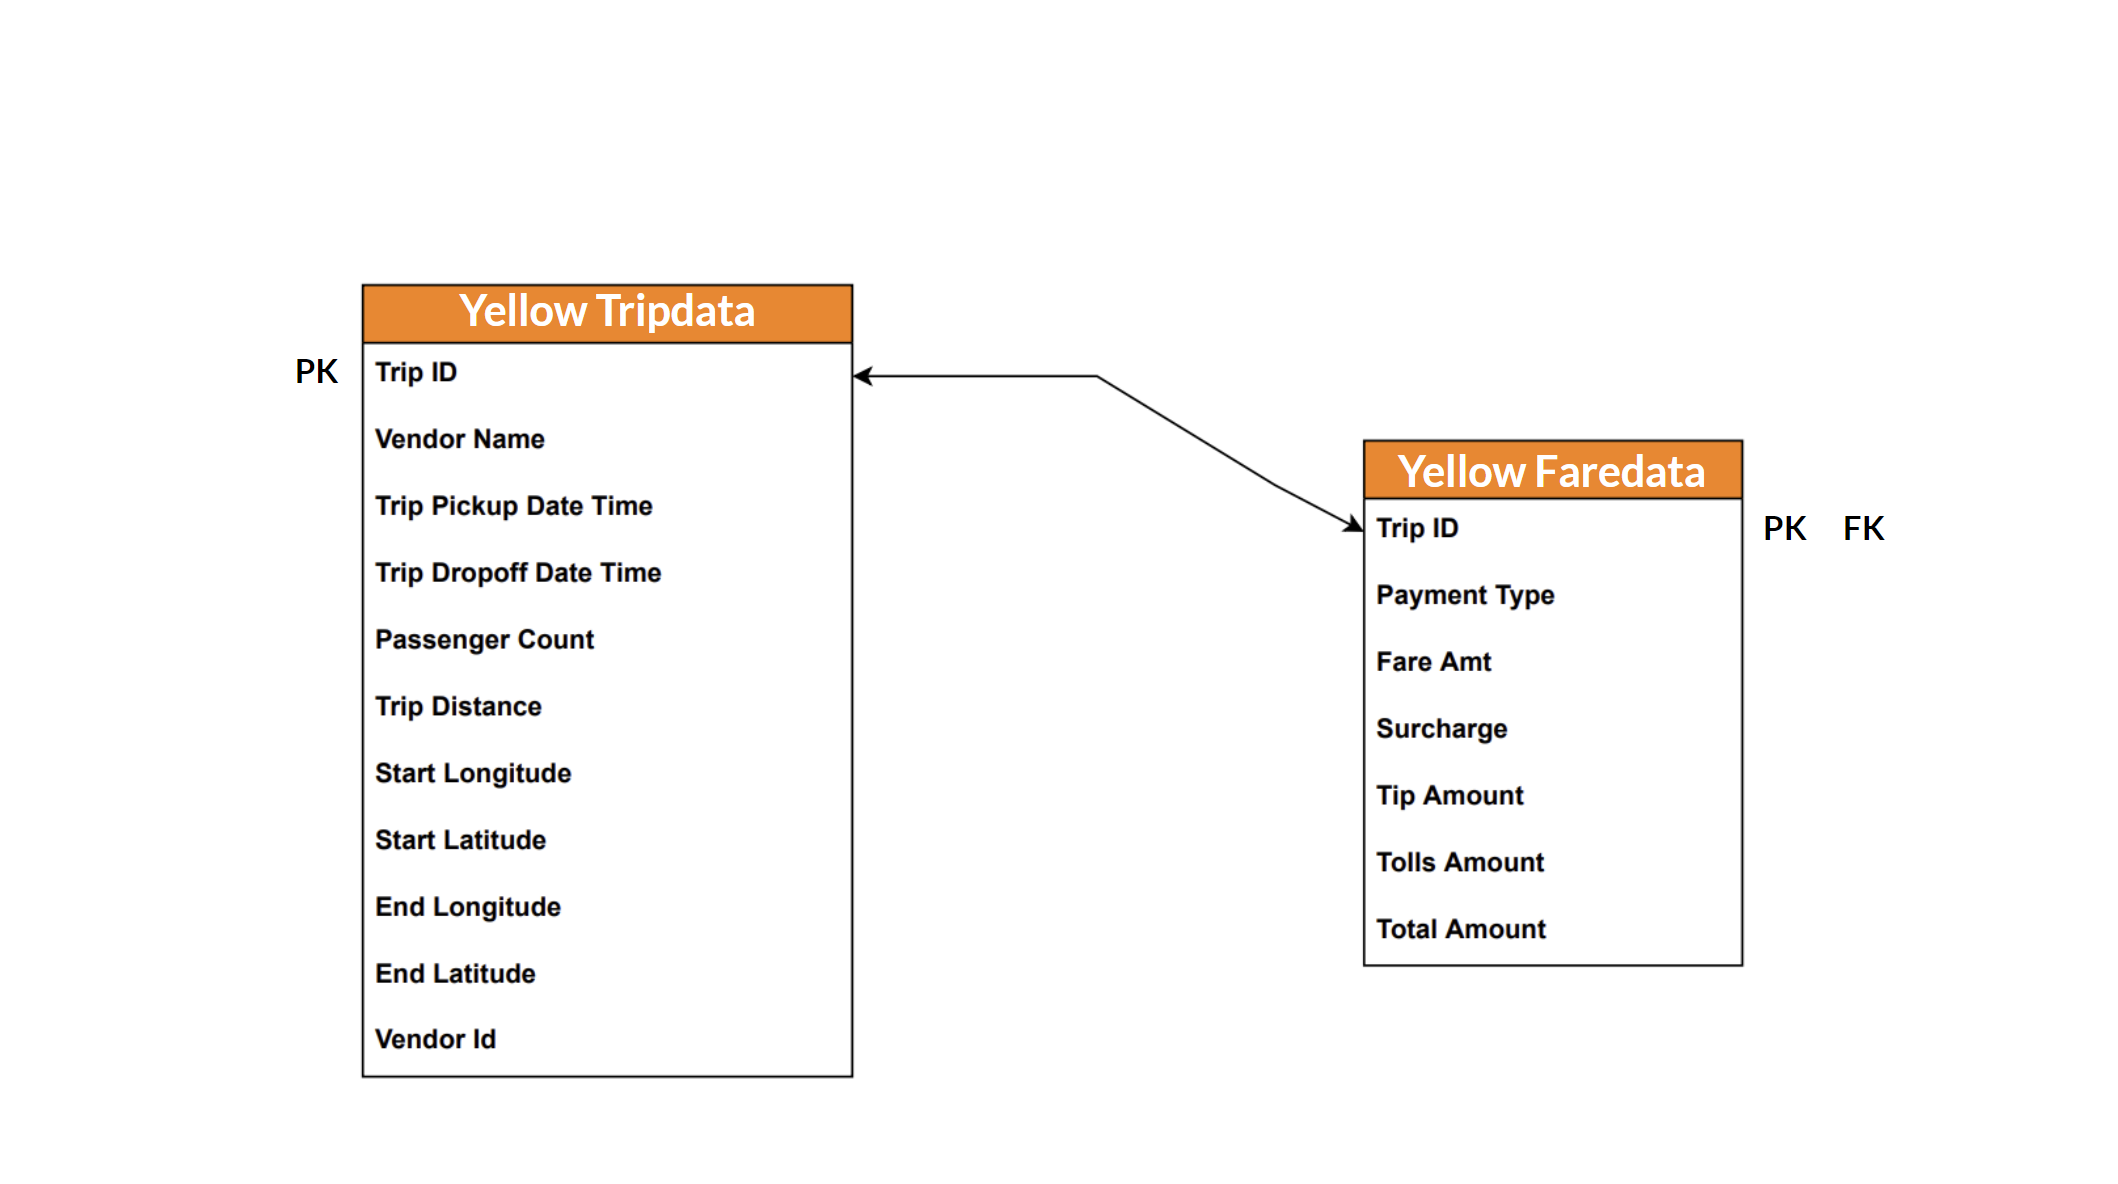 Yellow Tripdata
PK Trip ID
Vendor Name
Trip Pickup Date Time
Trip Dropoff Date Time
Passenger Count
Trip Distance
Start Longitude
Start Latitude
End Longitude
End Latitude
Vendor Id
Yellow Faredata
Trip ID PK FK
Payment Type
Fare Amt
Surcharge
Tip Amount
Tolls Amount
Total Amount